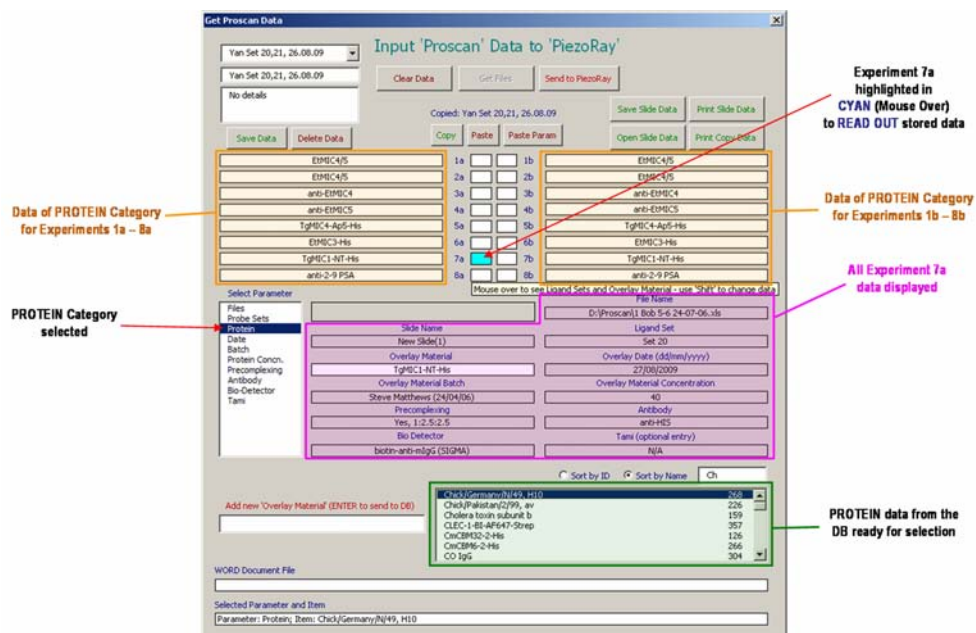 Get Proscan Data
Yan Set 20,21, 26.08.09
Input 'Proscan' Data to 'PiezoRay'
Yan Set 20,21, 26.08.09
Clear Data
Get Files
Send to PiezoRay
No details
Copied: Yan Set 20,21, 26.08.09
Save Slide Data
Print Slide Data
Save Data
Delete Data
Copy
Paste
Paste Param
Open Slide Data
Print Copy Data
Experiment 7a
highlighted in
CYAN (Mouse Over)
to READ OUT stored data
EtMIC4/5 1a 1b EtMIC4/5
EtMIC4/5 2a 2b EtMIC4/5
anti-EtMIC4 3a 3b anti-EtMIC4
anti-EtMIC5 4a 4b anti-EtMIC5
TgMIC4-Ap5-His 5a 5b TgMIC4-Ap5-His
EtMIC3-His 6a 6b EtMIC3-His
TgMIC1-NT-His 7a 7b TgMIC1-NT-His
anti-2-9 PSA 8a 8b anti-2-9 PSA
Data of PROTEIN Category
for Experiments 1a – 8a
Data of PROTEIN Category
for Experiments 1b – 8b
Mouse over to see Ligand Sets and Overlay Material - use 'Shift' to change data
All Experiment 7a
data displayed
PROTEIN Category
selected
Select Parameter
Files
Probe Sets
Protein
Date
Batch
Protein Concn.
Precomplexing
Antibody
Bio-Detector
Tami
File Name
D:\Proscan\1 Bob 5-6 24-07-06.xls
Slide Name
New Slide(1)
Ligand Set
Set 20
Overlay Material
TgMIC1-NT-His
Overlay Date (dd/mm/yyyy)
27/08/2009
Overlay Material Batch
Steve Matthews (24/04/06)
Overlay Material Concentration
40
Precomplexing
Yes, 1:2.5:2.5
Antibody
anti-HIS
Bio Detector
biotin-anti-mIgG (SIGMA)
Tami (optional entry)
N/A
Sort by ID
Sort by Name
Ch
Add new 'Overlay Material' (ENTER to send to DB)
Chick/Germany/N/49, H10 268
Chick/Pakistan/2/99, av 226
Cholera toxin subunit b 159
CLEC-1-BI-AF647-Strep 357
CmCBM32-2-His 126
CmCBM6-2-His 266
CO IgG 304
PROTEIN data from the
DB ready for selection
WORD Document File
Selected Parameter and Item
Parameter: Protein; Item: Chick/Germany/N/49, H10